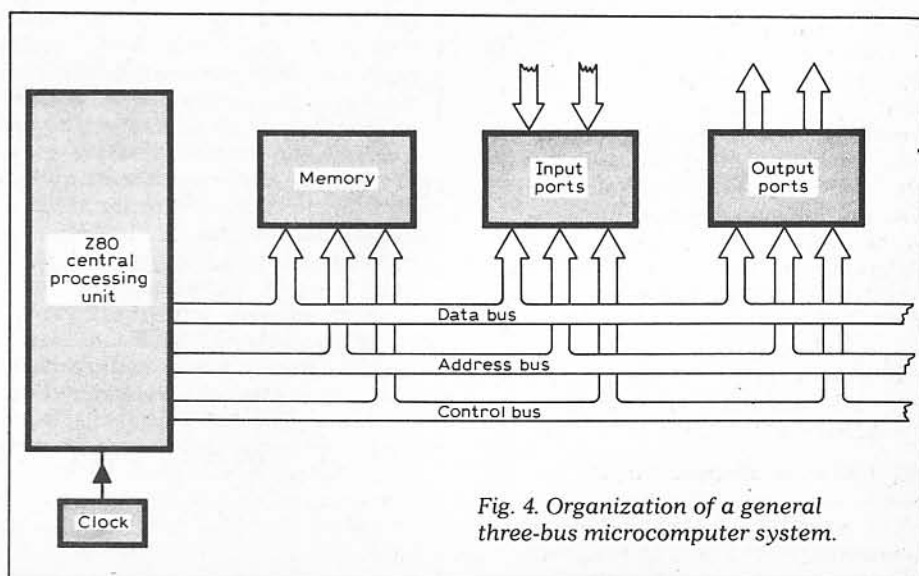 Z80
central
processing
unit
Clock
Memory
Input
ports
Output
ports
Data bus
Address bus
Control bus
Fig. 4. Organization of a general
three-bus microcomputer system.